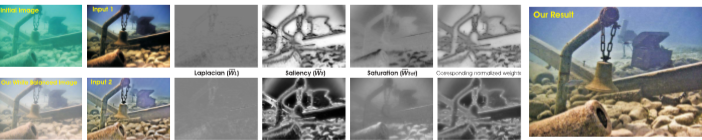 Initial Image
Input 1
Our Result
Laplacian (W̄ₗ)
Saliency (W̄ₛ)
Saturation (W̄Sat)
Corresponding normalized weights
Our White Balanced Image
Input 2